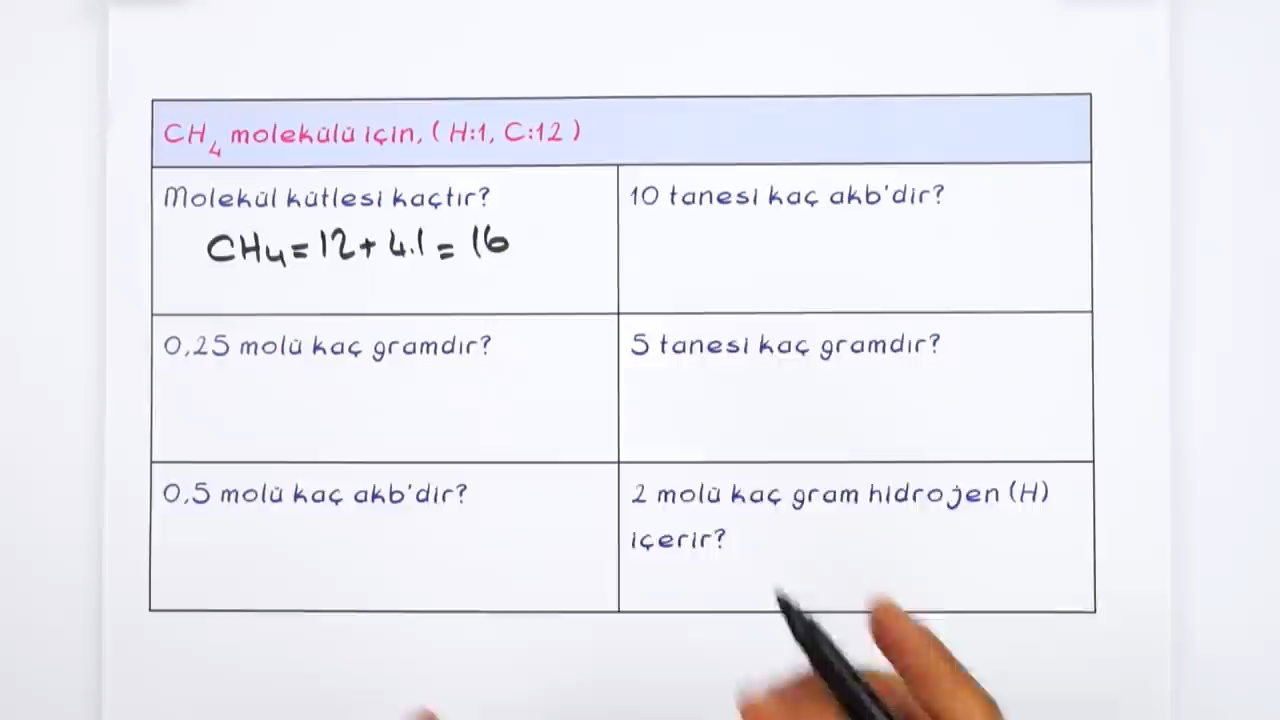 CH4 molekülü için, ( H:1, C:12 )
Molekül kütlesi kaçtır?
CH4 = 12 + 4.1 = 16
10 tanesi kaç akb'dir?
0,25 molü kaç gramdır?
5 tanesi kaç gramdır?
0,5 molü kaç akb'dir?
2 molü kaç gram hidrojen (H)
içerir?